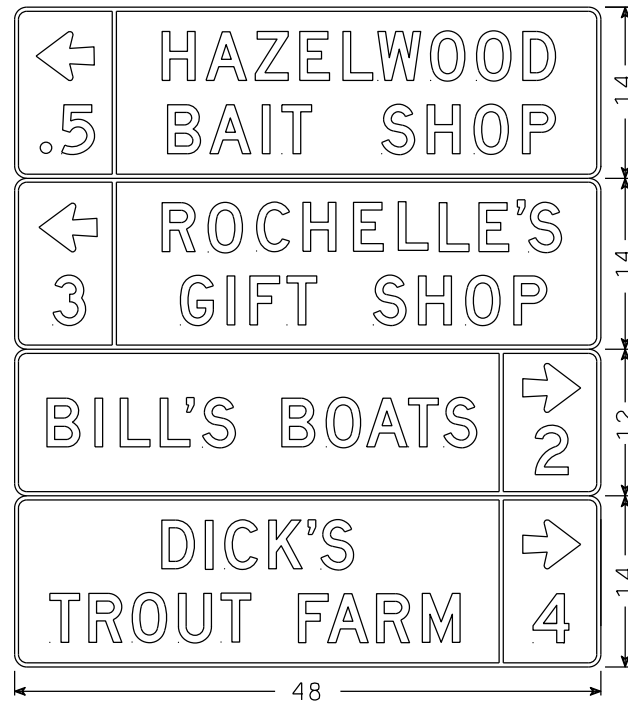 HAZELWOOD
.5 BAIT SHOP
14
ROCHELLE'S
3 GIFT SHOP
14
BILL'S BOATS
2
12
DICK'S
TROUT FARM 4
14
48